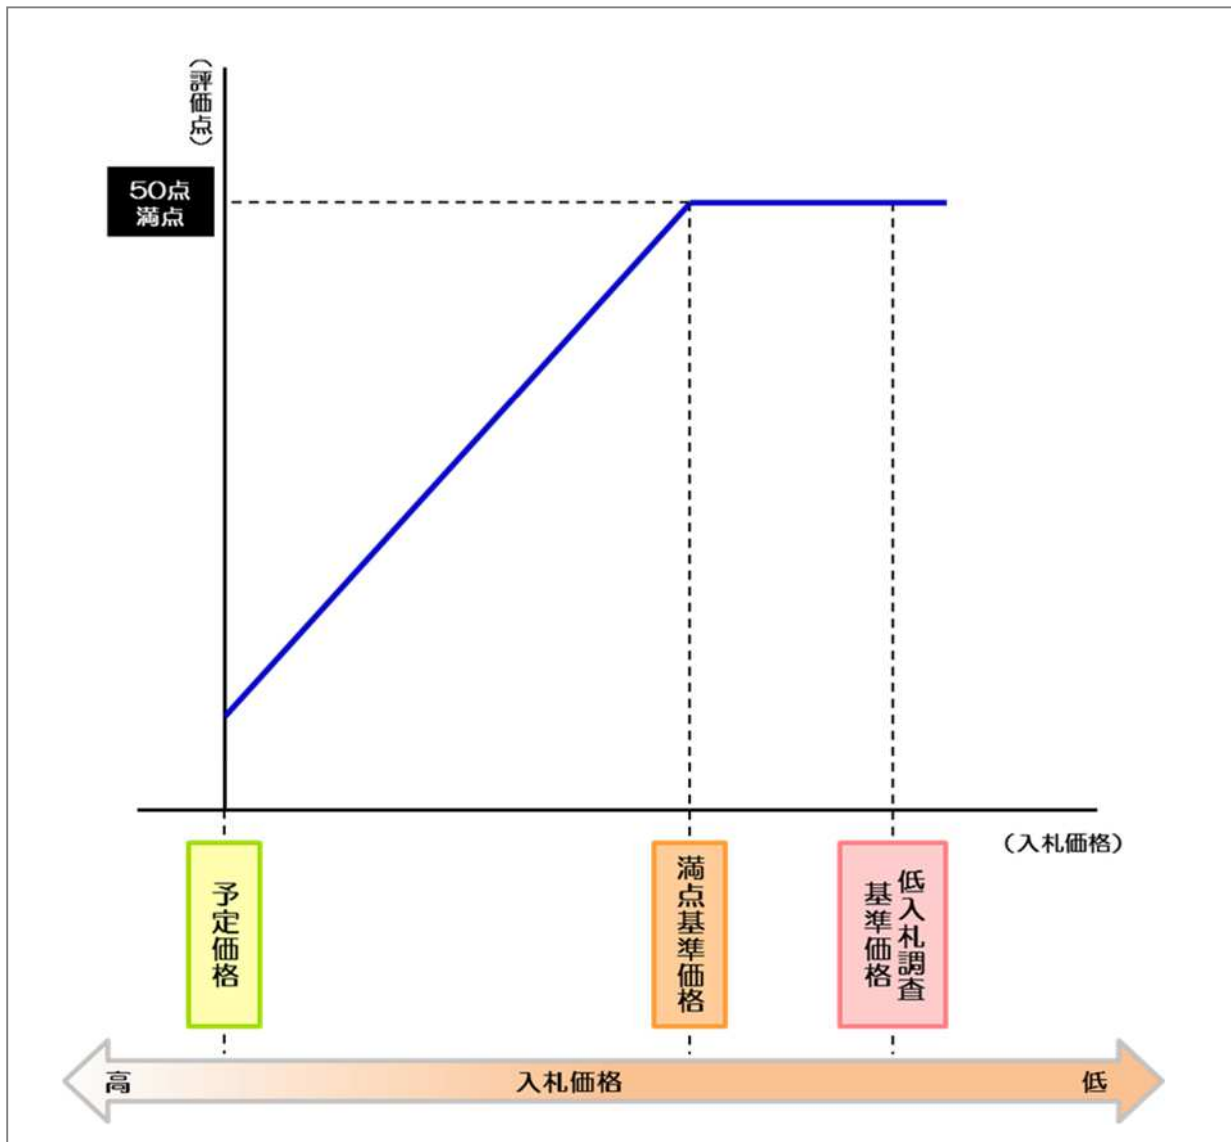 （評価点）
50点
満点
（入札価格）
予定価格
満点基準価格
低入札調査
基準価格
高
入札価格
低